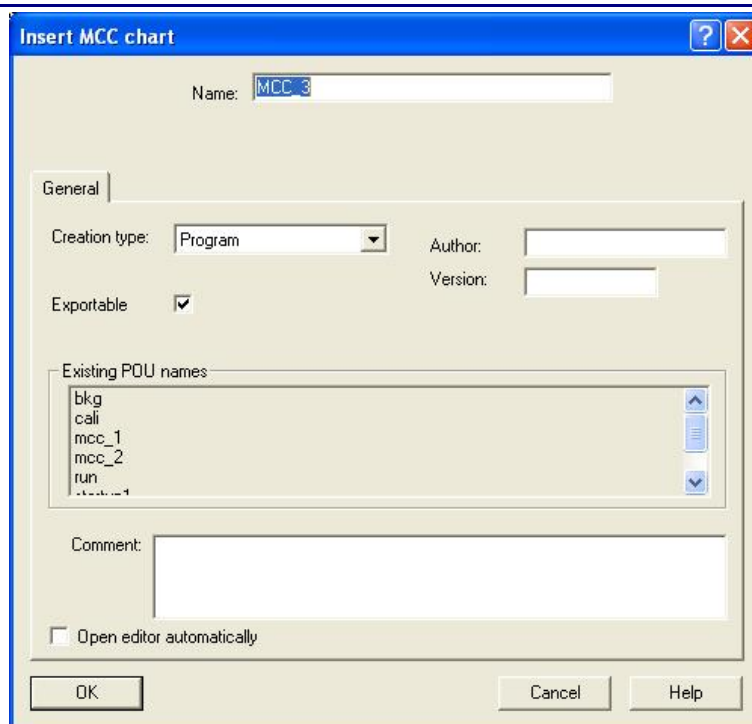 Insert MCC chart
Name: MCC_3
General
Creation type: Program
Author:
Version:
Exportable
Existing POU names
bkg
cali
mcc_1
mcc_2
run
Comment:
Open editor automatically
OK Cancel Help